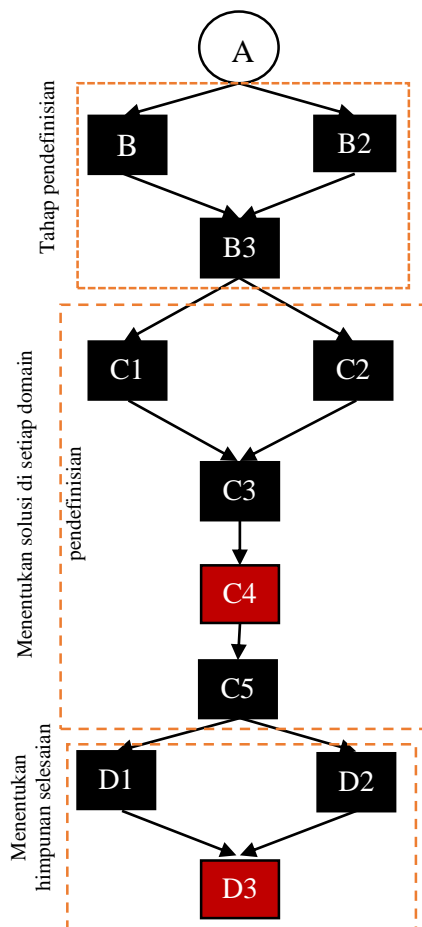 A
Tahap pendefinisian
B
B2
B3
Menentukan solusi di setiap domain
pendefinisian
C1
C2
C3
C4
C5
Menentukan
himpunan selesaian
D1
D2
D3